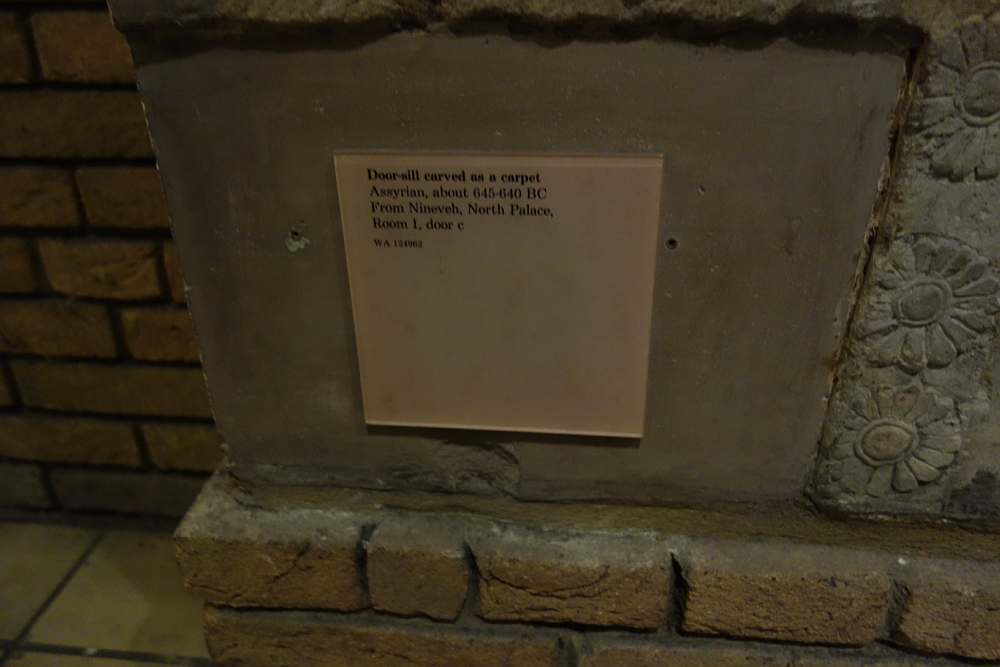 Door-sill carved as a carpet
Assyrian, about 645-640 BC
From Nineveh, North Palace,
Room I, door c
WA 124962